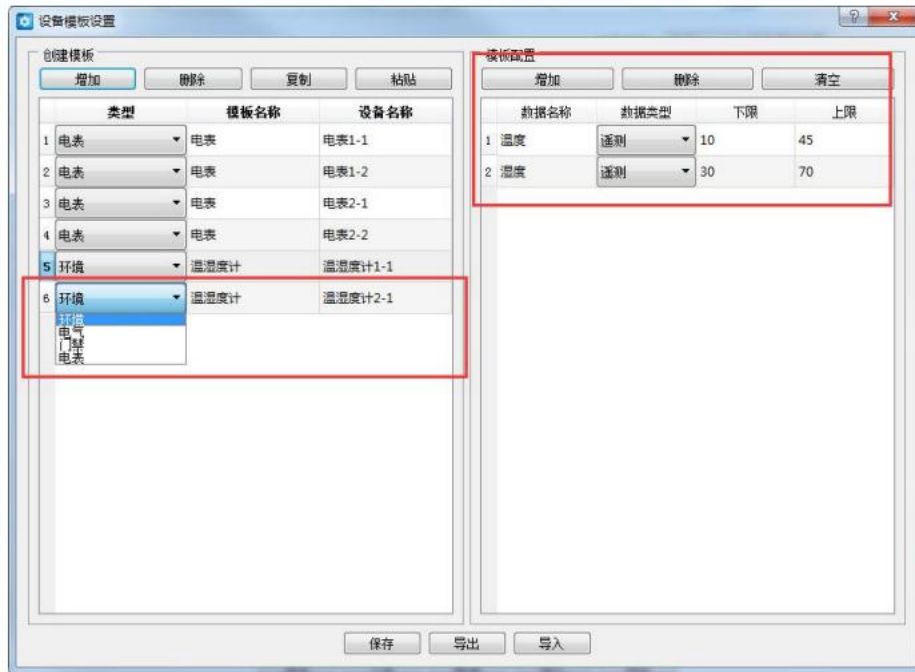 设备模板设置
创建模板
增加 删除 复制 粘贴
类型 模板名称 设备名称
1 电表 电表 电表1-1
2 电表 电表 电表1-2
3 电表 电表 电表2-1
4 电表 电表 电表2-2
5 环境 温湿度计 温湿度计1-1
6 环境 温湿度计 温湿度计2-1
环境
电气
门禁
电表
模板配置
增加 删除 清空
数据名称 数据类型 下限 上限
1 温度 遥测 10 45
2 湿度 遥测 30 70
保存 导出 导入